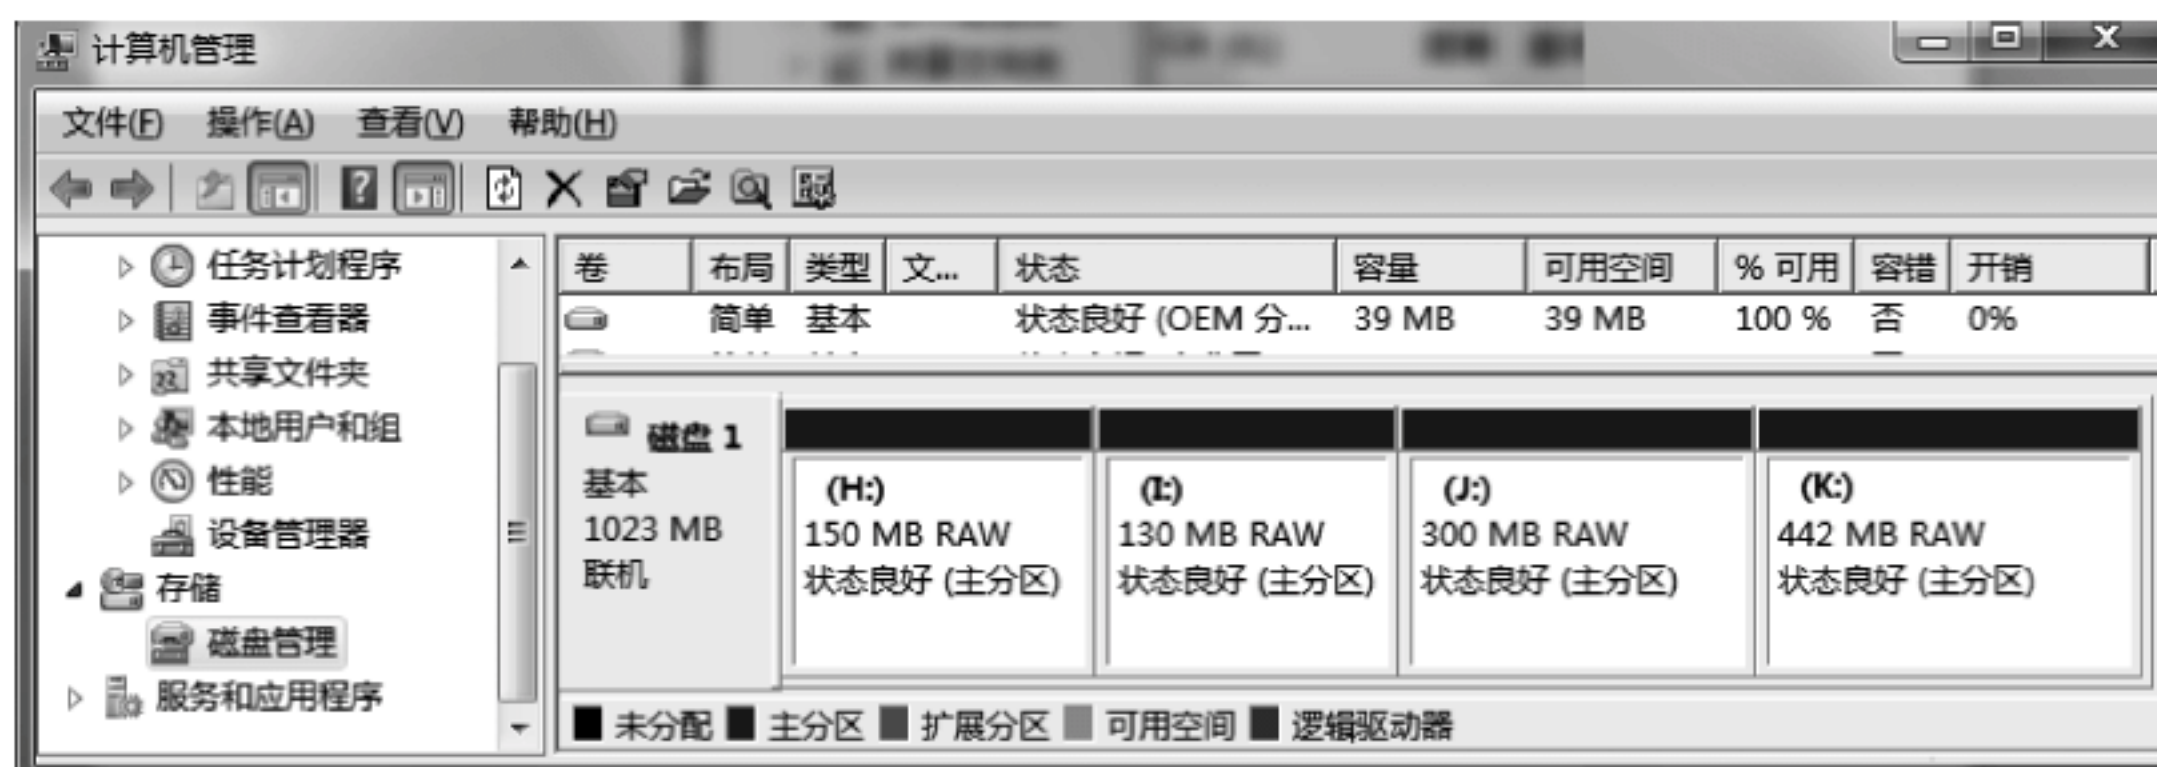 计算机管理
文件(F) 操作(A) 查看(V) 帮助(H)
任务计划程序
事件查看器
共享文件夹
本地用户和组
性能
设备管理器
存储
磁盘管理
服务和应用程序
卷 布局 类型 文... 状态 容量 可用空间 % 可用 容错 开销
简单 基本 状态良好 (OEM 分... 39 MB 39 MB 100 % 否 0%
磁盘 1
基本
1023 MB
联机
(H:)
150 MB RAW
状态良好 (主分区)
(I:)
130 MB RAW
状态良好 (主分区)
(J:)
300 MB RAW
状态良好 (主分区)
(K:)
442 MB RAW
状态良好 (主分区)
未分配 主分区 扩展分区 可用空间 逻辑驱动器